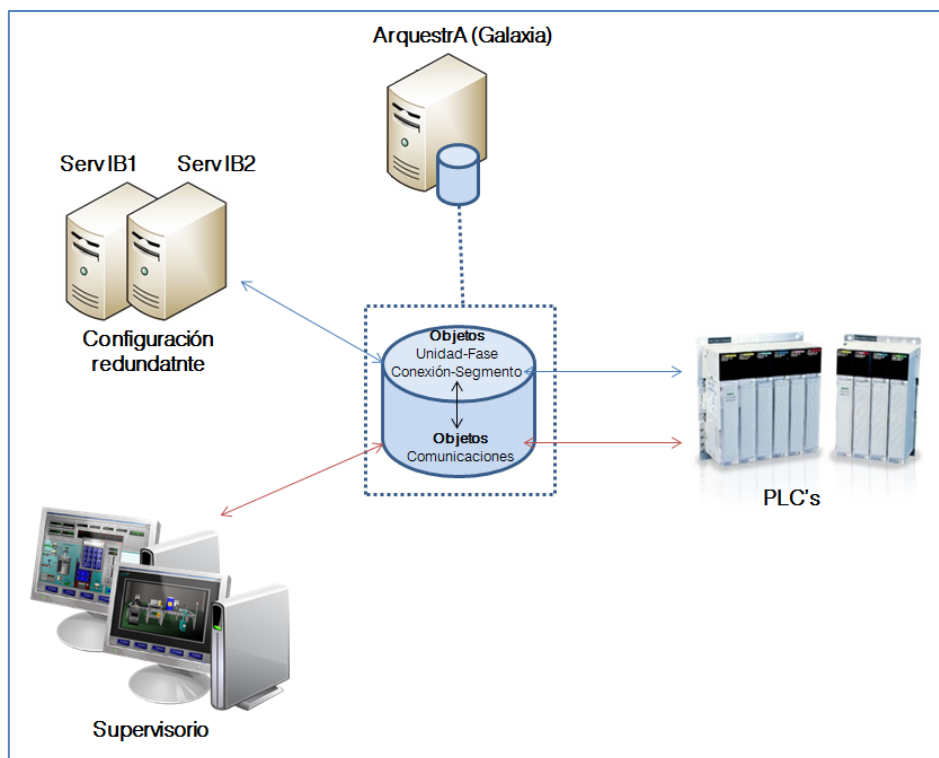 ArquestrA (Galaxia)
Serv IB1
Serv IB2
Configuración
redundatnte
Objetos
Unidad-Fase
Conexión-Segmento
Objetos
Comunicaciones
PLC's
Supervisorio